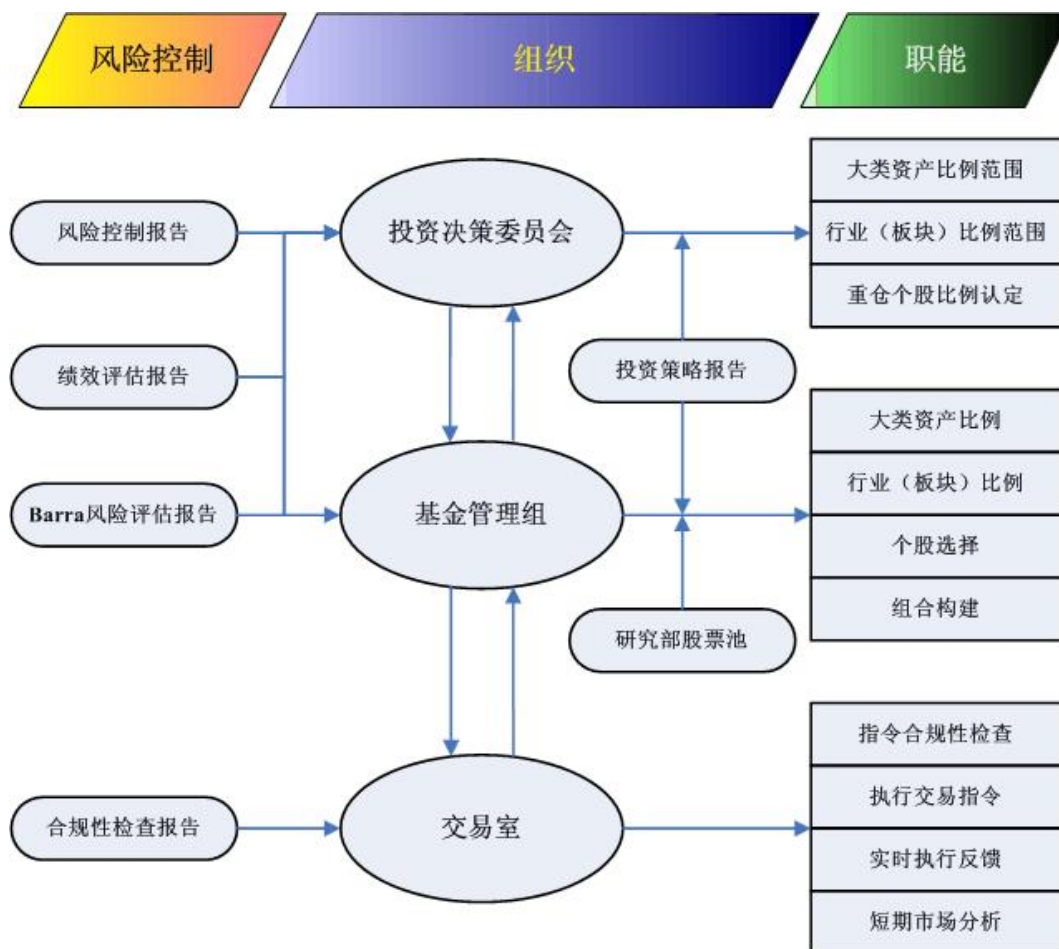 风险控制
组织
职能
风险控制报告
绩效评估报告
Barra风险评估报告
合规性检查报告
投资决策委员会
基金管理组
交易室
投资策略报告
研究部股票池
大类资产比例范围
行业（板块）比例范围
重仓个股比例认定
大类资产比例
行业（板块）比例
个股选择
组合构建
指令合规性检查
执行交易指令
实时执行反馈
短期市场分析